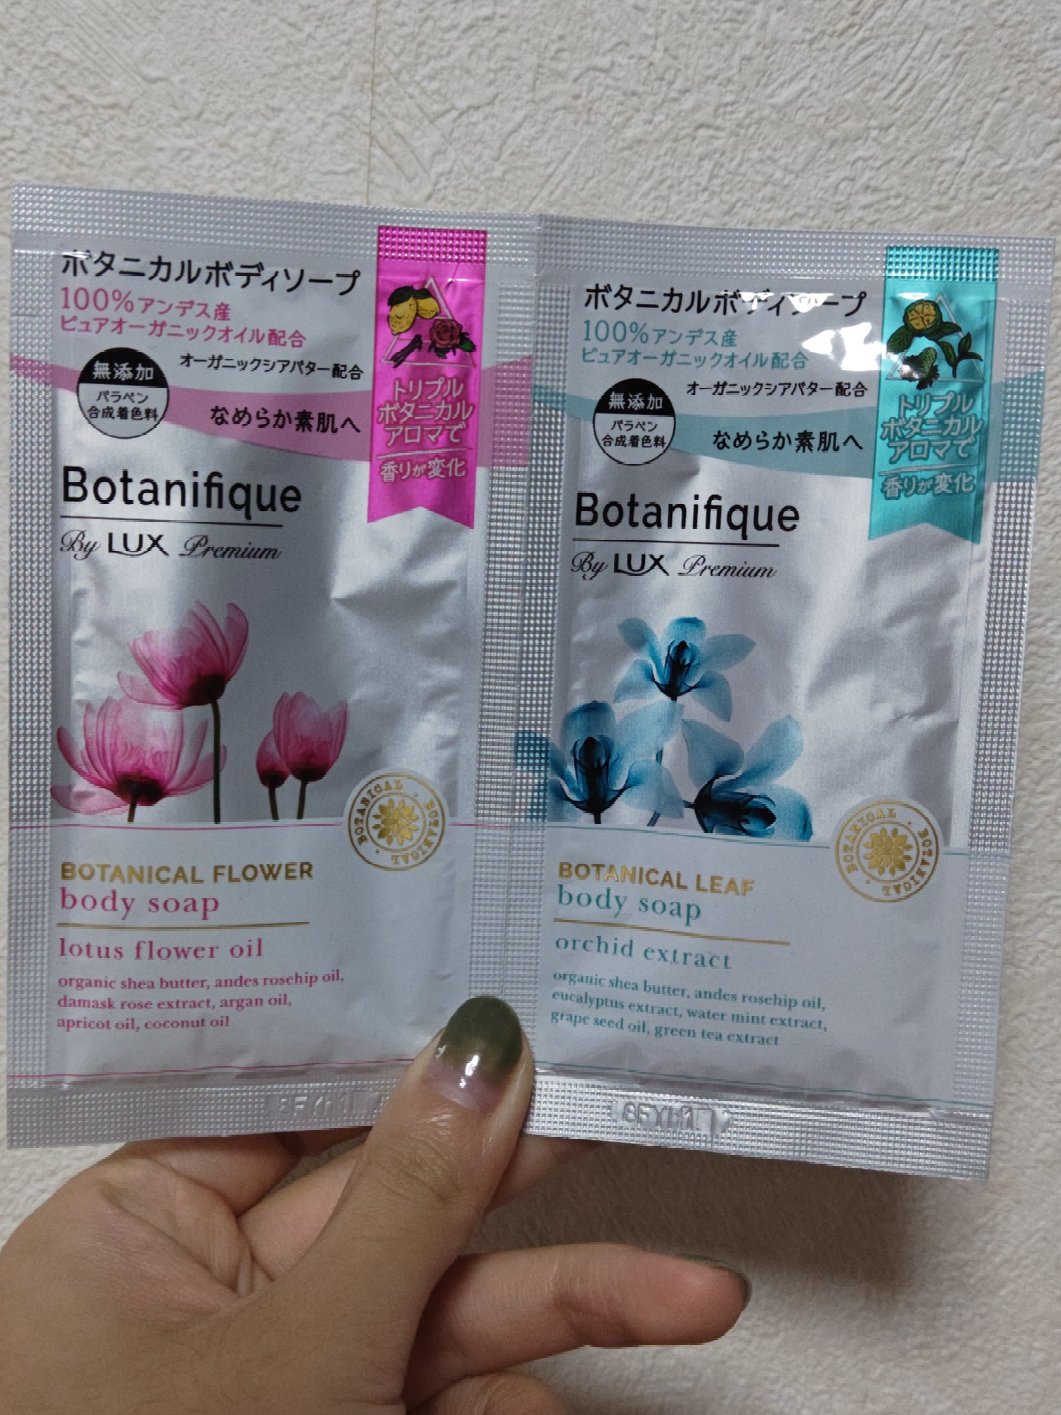 ボタニカルボディソープ
100%アンデス産
ピュアオーガニックオイル配合
無添加
パラベン
合成着色料
オーガニックシアバター配合
なめらか素肌へ
トリプル
ボタニカル
アロマで
香りが変化
Botanifique
By LUX Premium
BOTANICAL BOTANICAL
BOTANICAL FLOWER
body soap
lotus flower oil
organic shea butter, andes rosehip oil,
damask rose extract, argan oil,
apricot oil, coconut oil
ボタニカルボディソープ
100%アンデス産
ピュアオーガニックオイル配合
無添加
パラベン
合成着色料
オーガニックシアバター配合
なめらか素肌へ
トリプル
ボタニカル
アロマで
香りが変化
Botanifique
By LUX Premium
BOTANICAL BOTANICAL
BOTANICAL LEAF
body soap
orchid extract
organic shea butter, andes rosehip oil,
eucalyptus extract, water mint extract,
grape seed oil, green tea extract